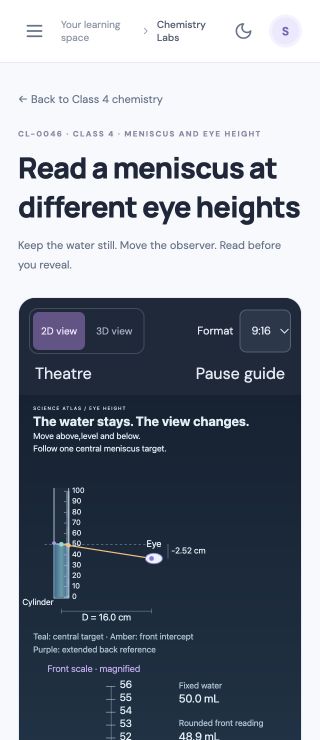 Your learning space
Chemistry Labs
S
← Back to Class 4 chemistry
CL-0046 · CLASS 4 · MENISCUS AND EYE HEIGHT
Read a meniscus at
different eye heights
Keep the water still. Move the observer. Read before
you reveal.
2D view
3D view
Format
9:16
Theatre
Pause guide
SCIENCE ATLAS / EYE HEIGHT
The water stays. The view changes.
Move above,level and below.
Follow one central meniscus target.
100
90
80
70
60
50
40
30
20
10
0
Eye
-2.52 cm
Cylinder
D = 16.0 cm
Teal: central target · Amber: front intercept
Purple: extended back reference
Front scale · magnified
56
55
54
53
52
Fixed water
50.0 mL
Rounded front reading
48.9 mL